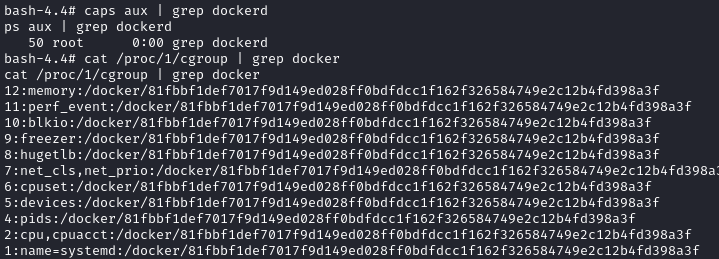 bash-4.4# caps aux | grep dockerd
ps aux | grep dockerd
   50 root      0:00 grep dockerd
bash-4.4# cat /proc/1/cgroup | grep docker
cat /proc/1/cgroup | grep docker
12:memory:/docker/81fbbf1def7017f9d149ed028ff0bdfdcc1f162f326584749e2c12b4fd398a3f
11:perf_event:/docker/81fbbf1def7017f9d149ed028ff0bdfdcc1f162f326584749e2c12b4fd398a3f
10:blkio:/docker/81fbbf1def7017f9d149ed028ff0bdfdcc1f162f326584749e2c12b4fd398a3f
9:freezer:/docker/81fbbf1def7017f9d149ed028ff0bdfdcc1f162f326584749e2c12b4fd398a3f
8:hugetlb:/docker/81fbbf1def7017f9d149ed028ff0bdfdcc1f162f326584749e2c12b4fd398a3f
7:net_cls,net_prio:/docker/81fbbf1def7017f9d149ed028ff0bdfdcc1f162f326584749e2c12b4fd398a3
6:cpuset:/docker/81fbbf1def7017f9d149ed028ff0bdfdcc1f162f326584749e2c12b4fd398a3f
5:devices:/docker/81fbbf1def7017f9d149ed028ff0bdfdcc1f162f326584749e2c12b4fd398a3f
4:pids:/docker/81fbbf1def7017f9d149ed028ff0bdfdcc1f162f326584749e2c12b4fd398a3f
2:cpu,cpuacct:/docker/81fbbf1def7017f9d149ed028ff0bdfdcc1f162f326584749e2c12b4fd398a3f
1:name=systemd:/docker/81fbbf1def7017f9d149ed028ff0bdfdcc1f162f326584749e2c12b4fd398a3f